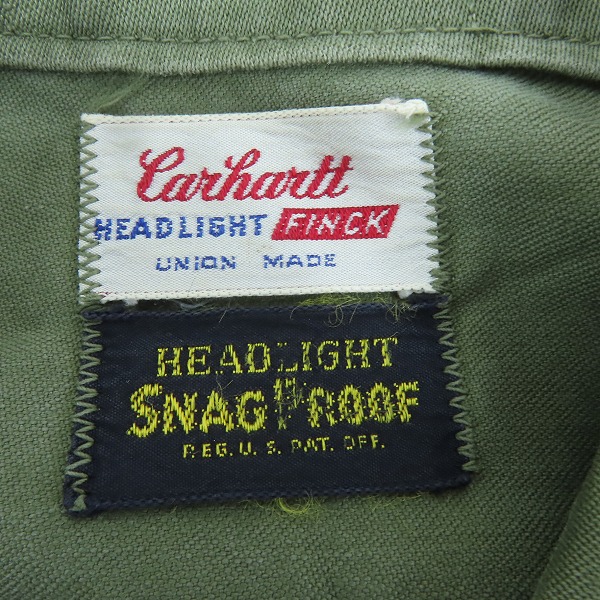 Carhartt
HEADLIGHT FINCK
UNION MADE
HEADLIGHT
SNAG PROOF
REG. U. S. PAT. OFF.